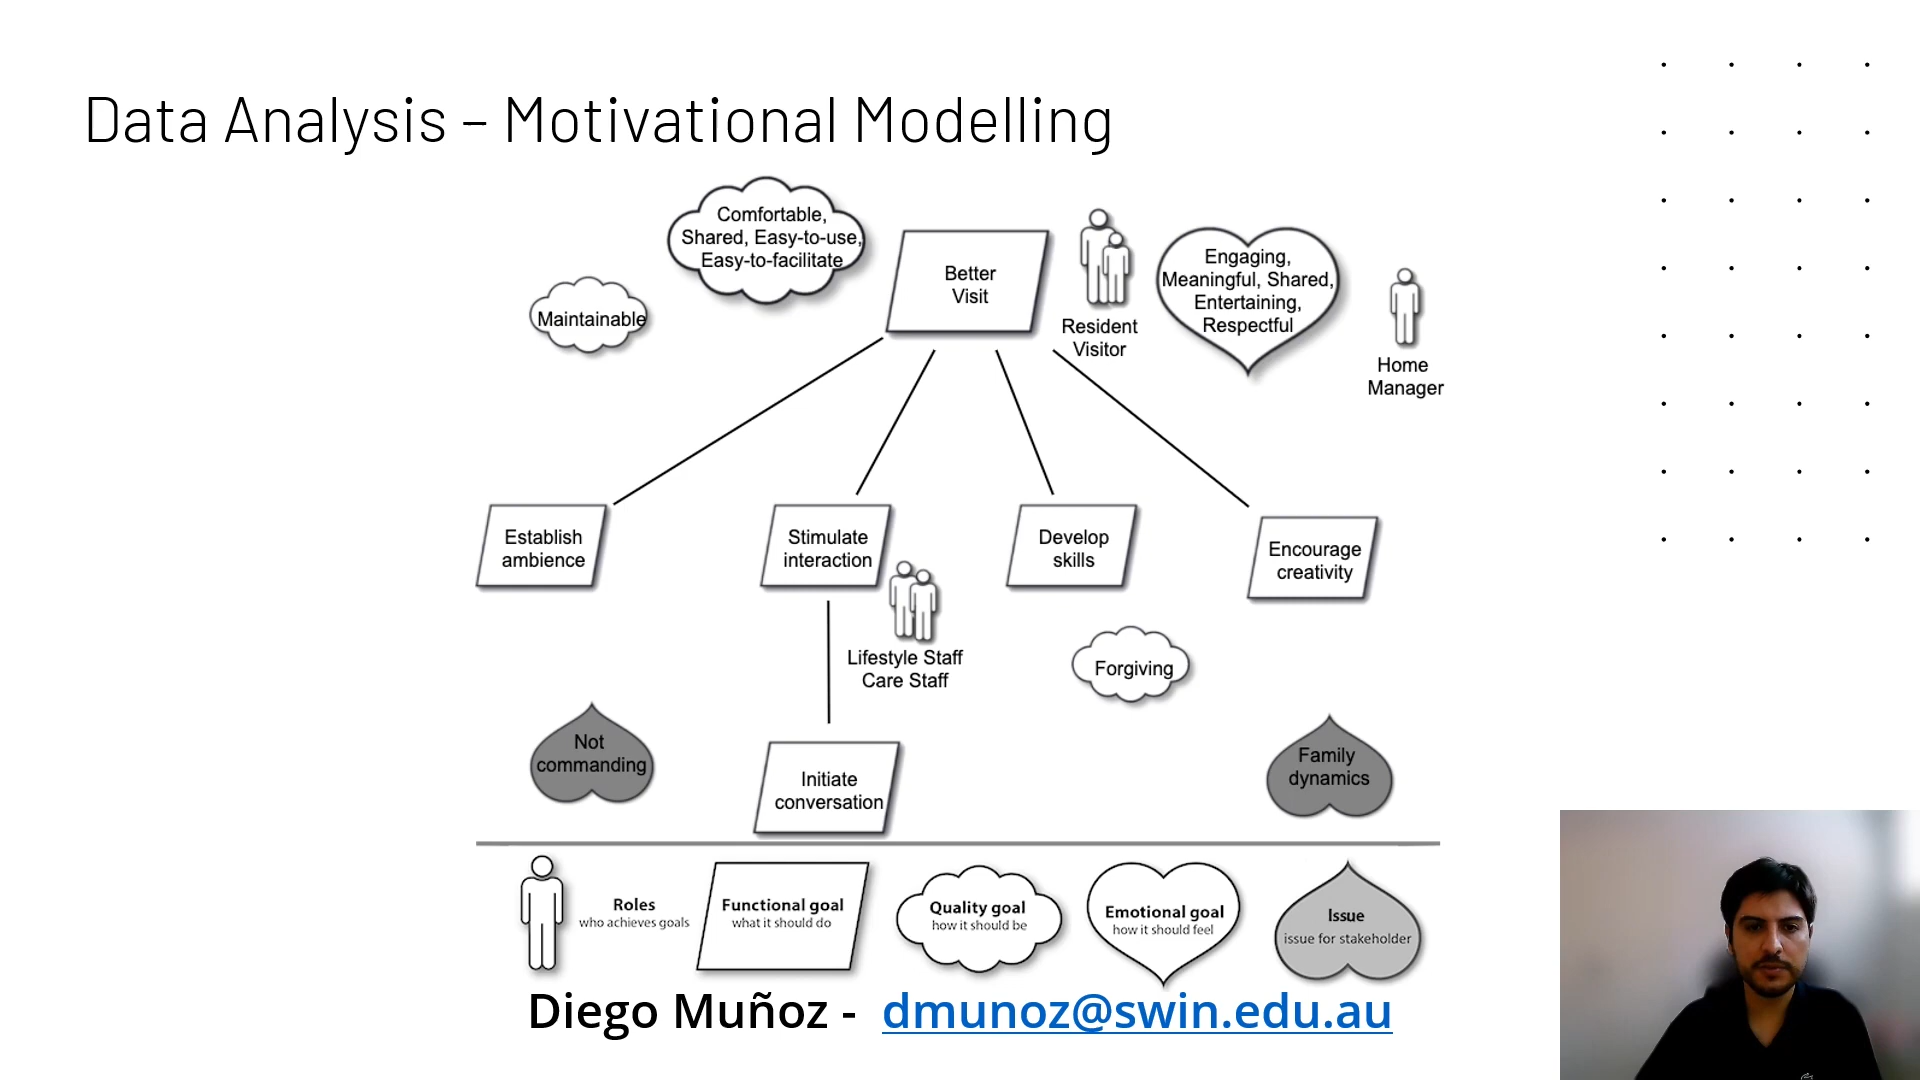 Data Analysis – Motivational Modelling
Comfortable,
Shared, Easy-to-use,
Easy-to-facilitate
Maintainable
Better
Visit
Resident
Visitor
Engaging,
Meaningful, Shared,
Entertaining,
Respectful
Home
Manager
Establish
ambience
Stimulate
interaction
Develop
skills
Encourage
creativity
Lifestyle Staff
Care Staff
Forgiving
Not
commanding
Initiate
conversation
Family
dynamics
Roles
who achieves goals
Functional goal
what it should do
Quality goal
how it should be
Emotional goal
how it should feel
Issue
issue for stakeholder
Diego Muñoz - dmunoz@swin.edu.au